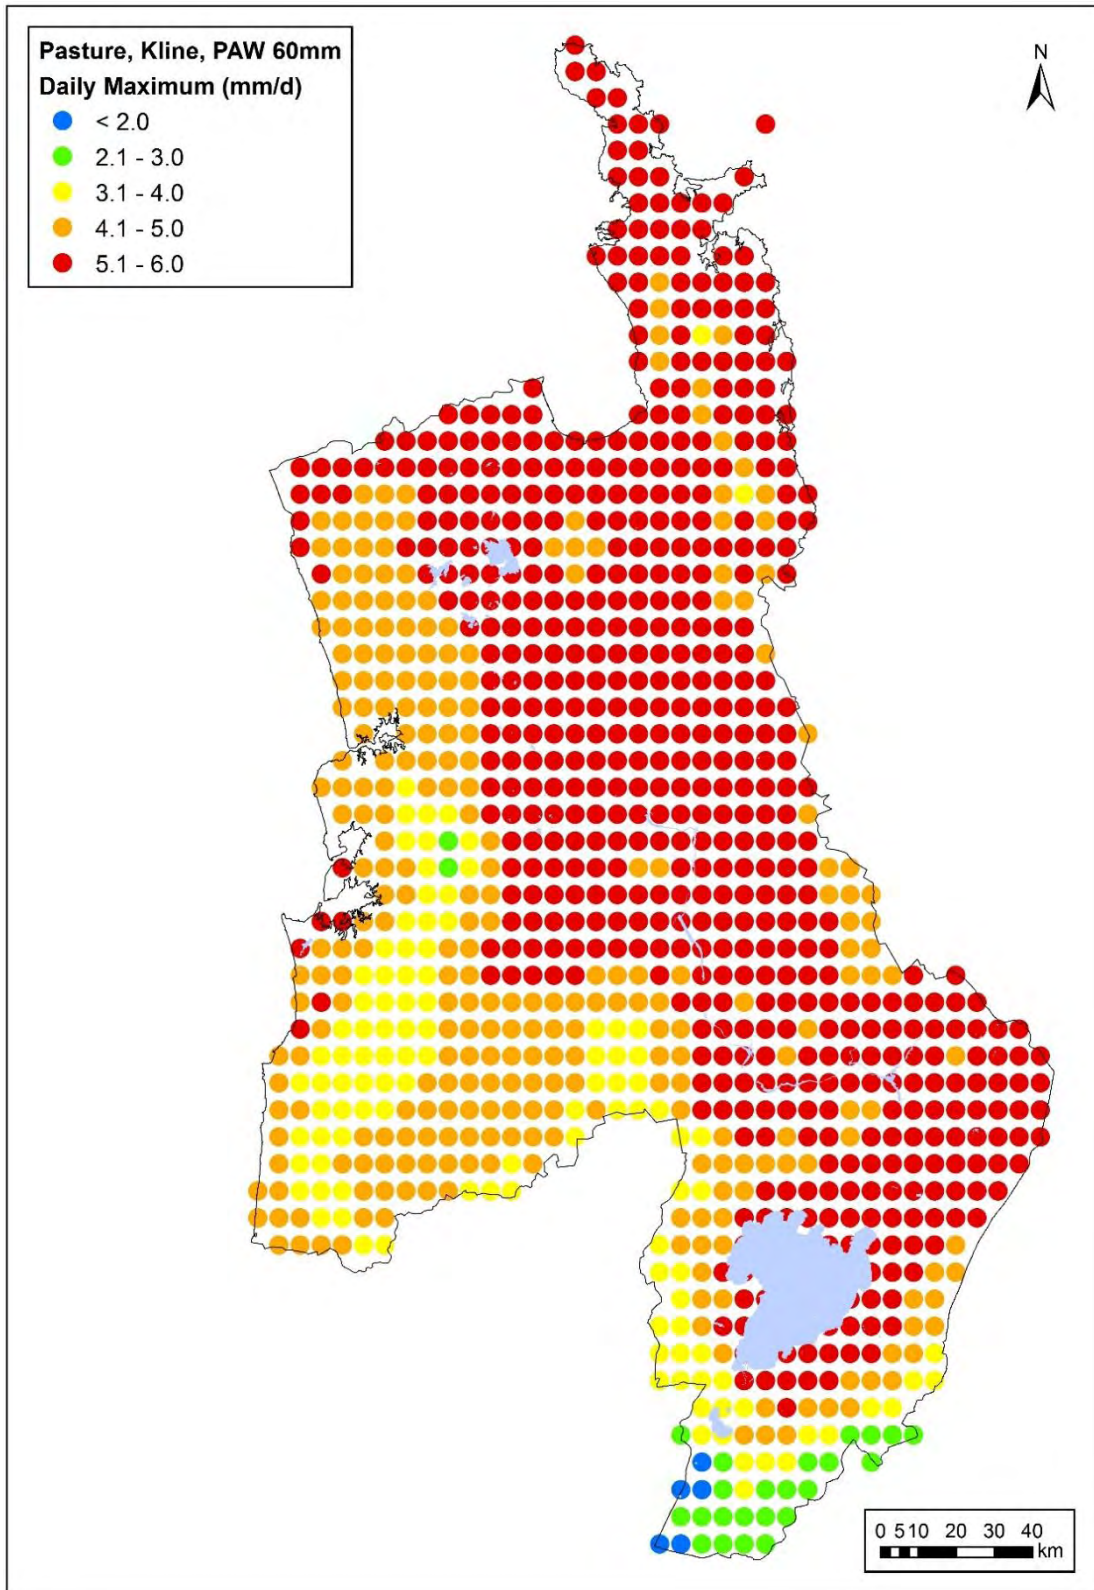 Pasture, Kline, PAW 60mm
Daily Maximum (mm/d)
< 2.0
2.1 - 3.0
3.1 - 4.0
4.1 - 5.0
5.1 - 6.0
N
0 5 10 20 30 40
km